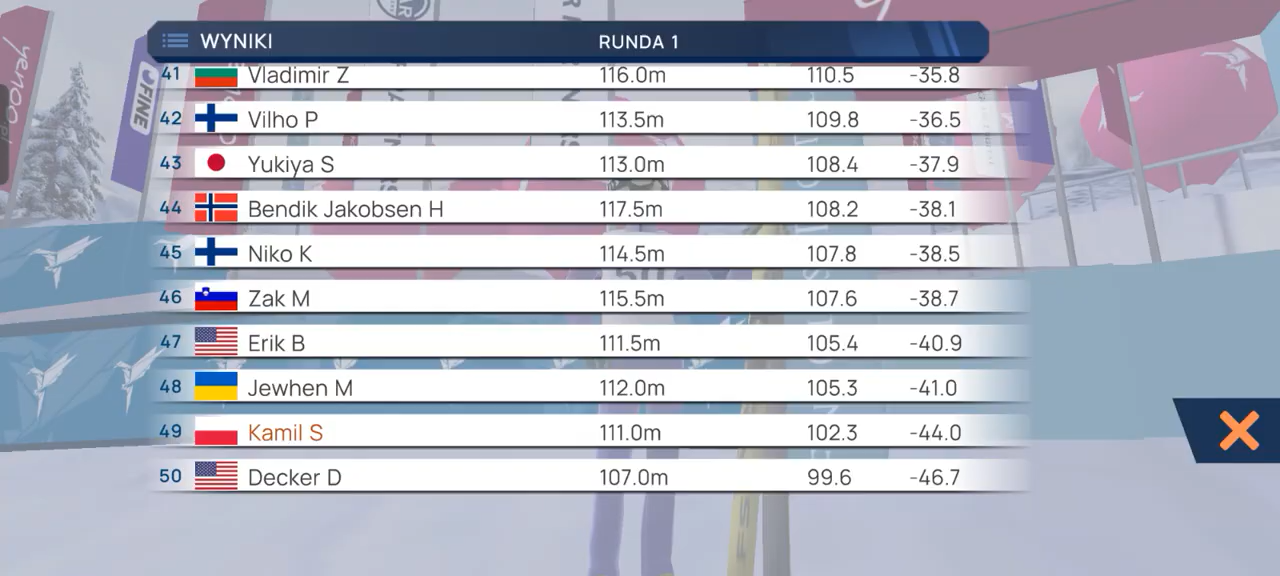 WYNIKI RUNDA 1
41 Vladimir Z 116.0m 110.5 -35.8
42 Vilho P 113.5m 109.8 -36.5
43 Yukiya S 113.0m 108.4 -37.9
44 Bendik Jakobsen H 117.5m 108.2 -38.1
45 Niko K 114.5m 107.8 -38.5
46 Zak M 115.5m 107.6 -38.7
47 Erik B 111.5m 105.4 -40.9
48 Jewhen M 112.0m 105.3 -41.0
49 Kamil S 111.0m 102.3 -44.0
50 Decker D 107.0m 99.6 -46.7
yenoo.pl
FINE
FS